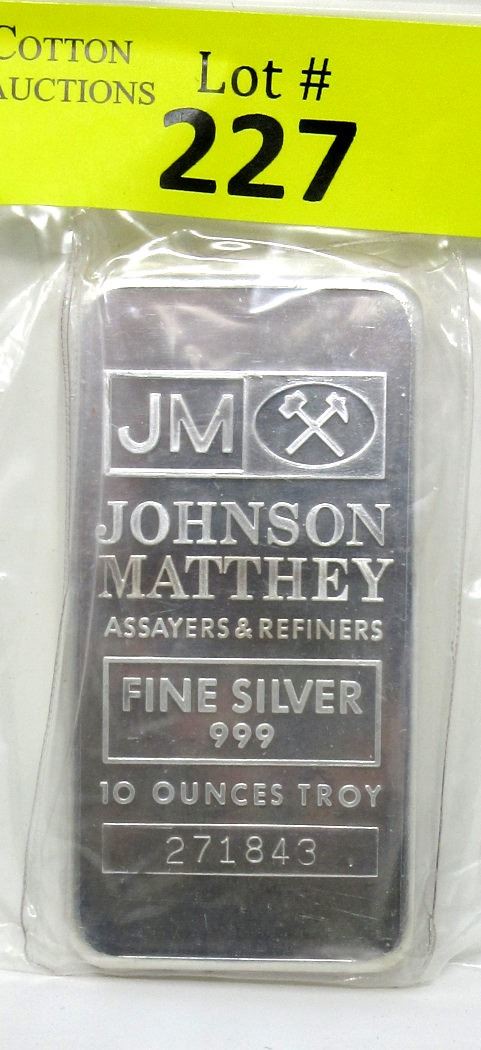 COTTON
AUCTIONS
Lot #
227
JM
JOHNSON
MATTHEY
ASSAYERS & REFINERS
FINE SILVER
999
10 OUNCES TROY
271843